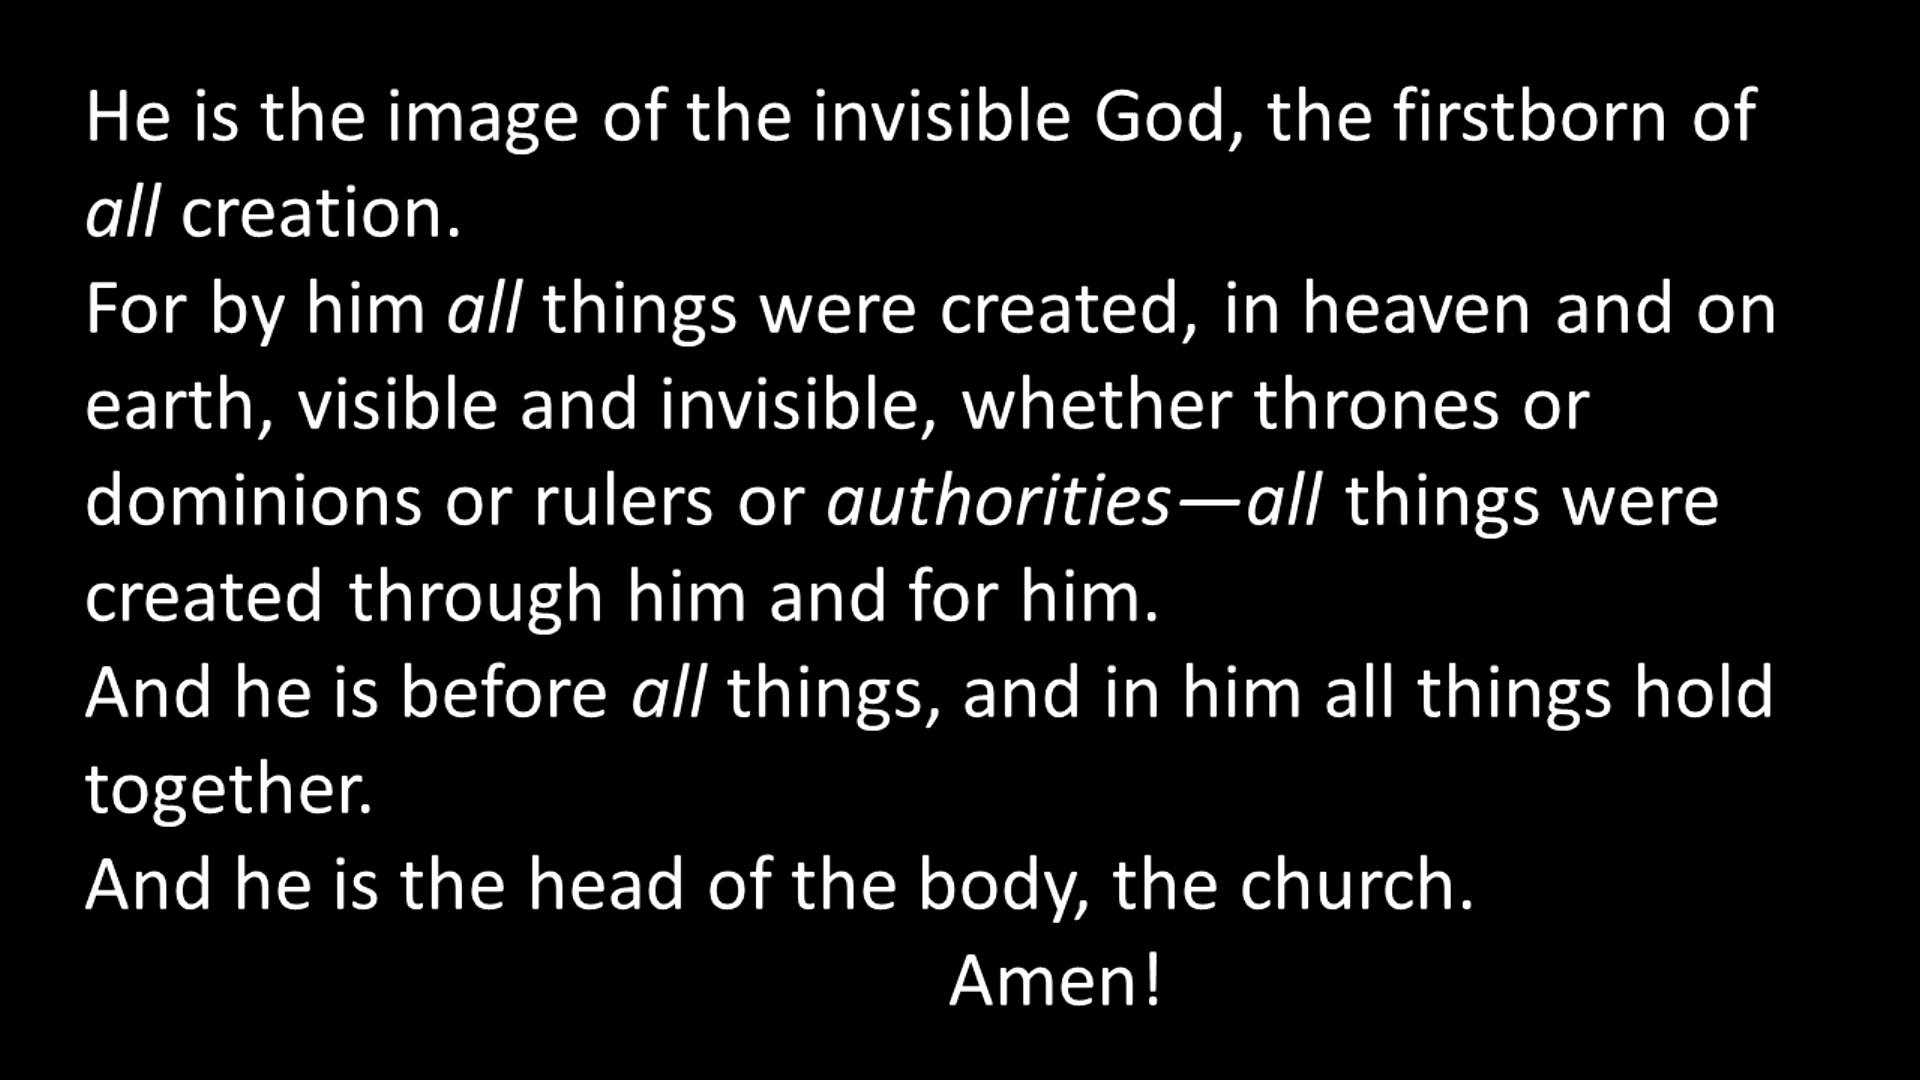 He is the image of the invisible God, the firstborn of
all creation.
For by him all things were created, in heaven and on
earth, visible and invisible, whether thrones or
dominions or rulers or authorities—all things were
created through him and for him.
And he is before all things, and in him all things hold
together.
And he is the head of the body, the church.
Amen!